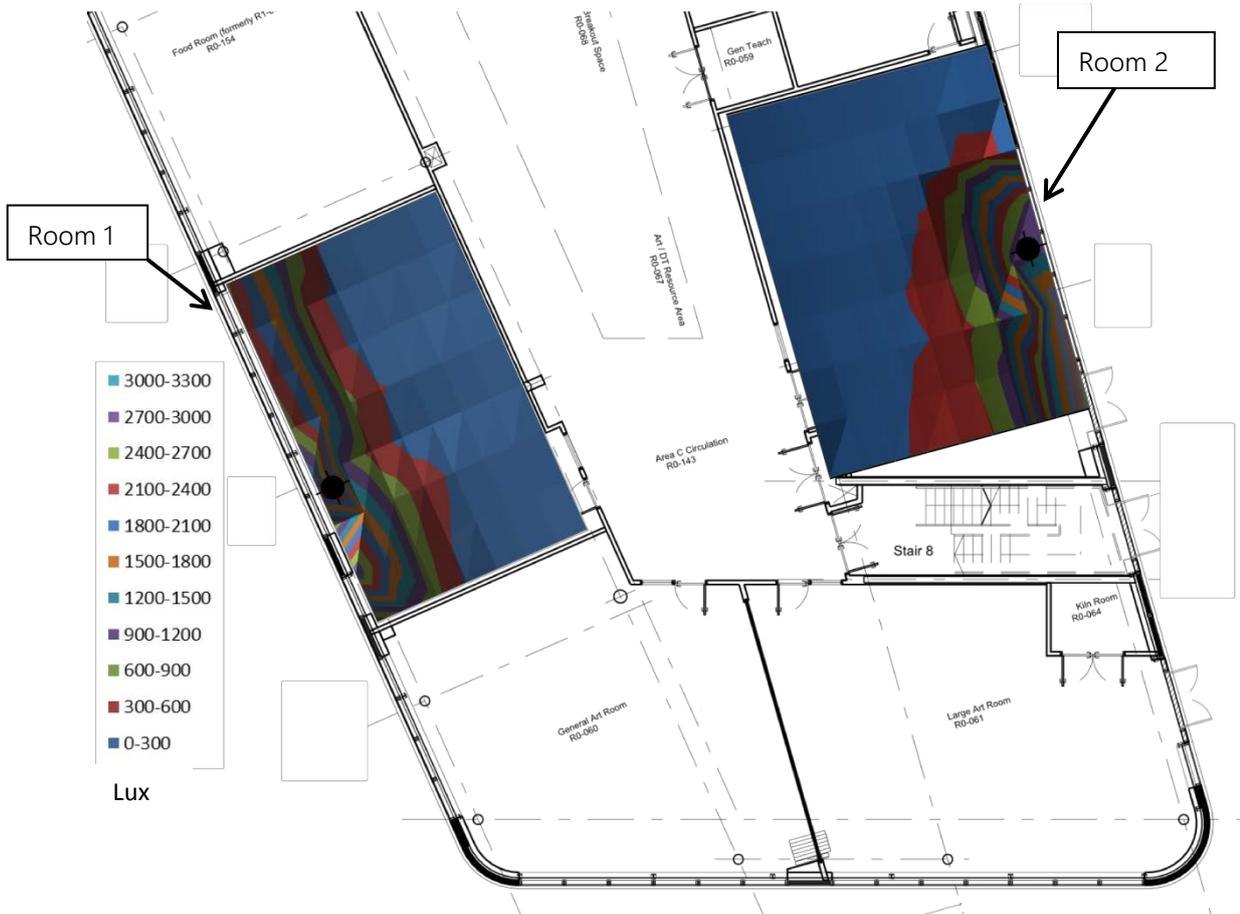 Food Room (formerly R1-
R0-154
Breakout Space
R0-068
Gen Teach
R0-059
Room 2
Room 1
Art / DT Resource Area
R0-067
3000-3300
2700-3000
2400-2700
2100-2400
1800-2100
1500-1800
1200-1500
900-1200
600-900
300-600
0-300
Lux
Area C Circulation
R0-143
Stair 8
Kiln Room
R0-064
General Art Room
R0-060
Large Art Room
R0-061